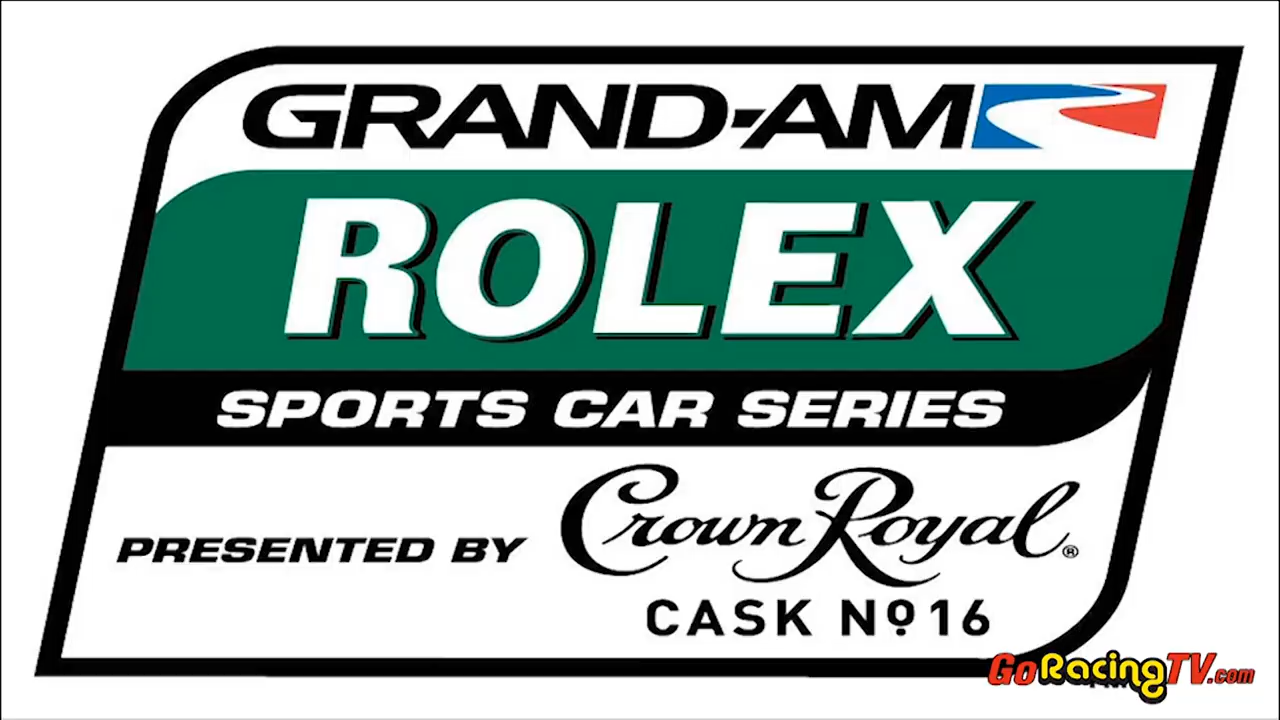 GRAND-AM
ROLEX
SPORTS CAR SERIES
PRESENTED BY Crown Royal®
CASK Nº16
GoRacingTV.com